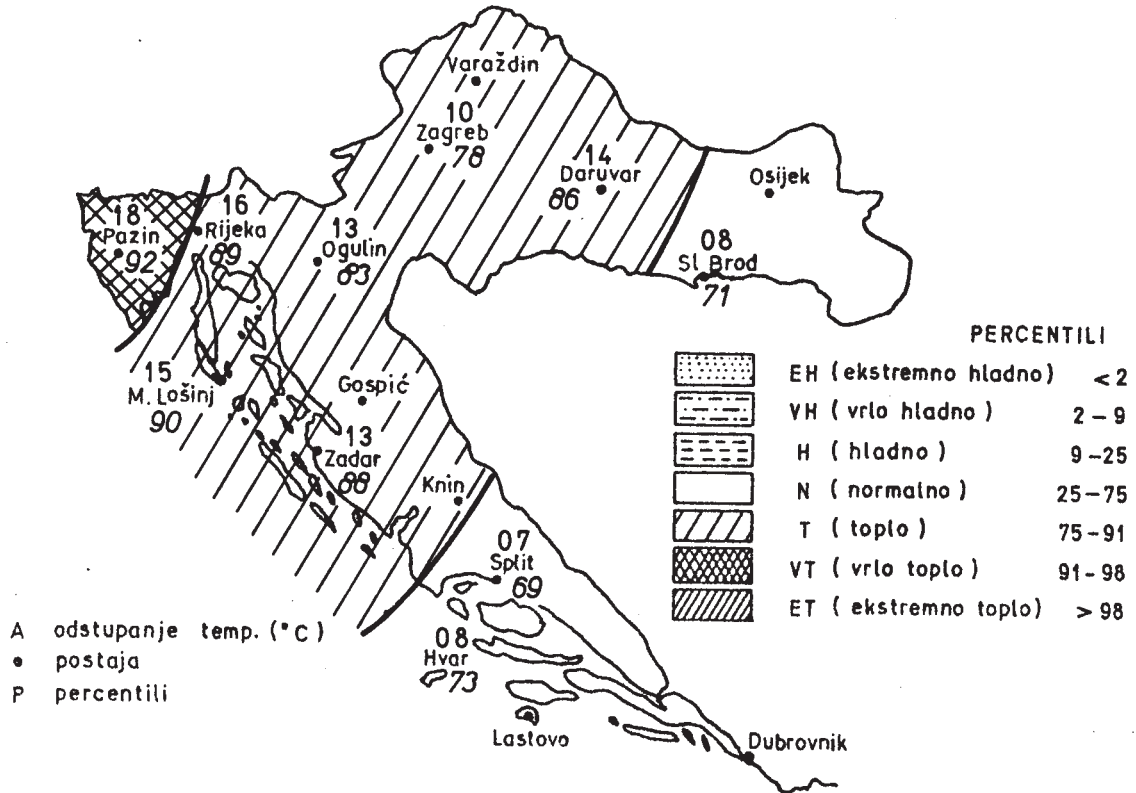 Varaždin
10
Zagreb
78
14
Daruvar
86
Osijek
18
Pazin
92
16
Rijeka
89
13
Ogulin
83
08
Sl. Brod
71
15
M. Lošinj
90
Gospić
13
Zadar
88
Knin
07
Split
69
08
Hvar
73
Lastovo
Dubrovnik
PERCENTILI
EH (ekstremno hladno) < 2
VH (vrlo hladno) 2 – 9
H (hladno) 9 – 25
N (normalno) 25 – 75
T (toplo) 75 – 91
VT (vrlo toplo) 91 – 98
ET (ekstremno toplo) > 98
A odstupanje temp. (°C)
• postaja
P percentili